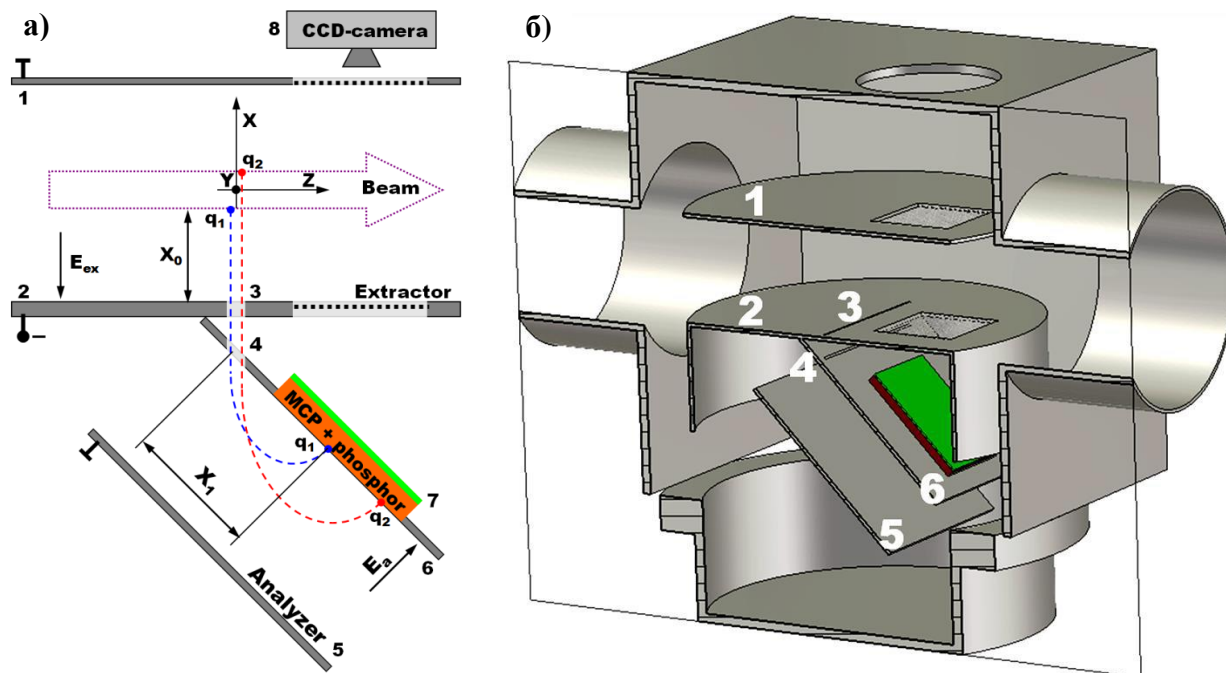 а)
8
CCD-camera
1
X
q2
Y
Z
Beam
q1
X0
Eex
2
3
Extractor
–
4
MCP + phosphor
q1
X1
7
q2
6
Ea
Analyzer 5
б)
1
2
3
4
6
5